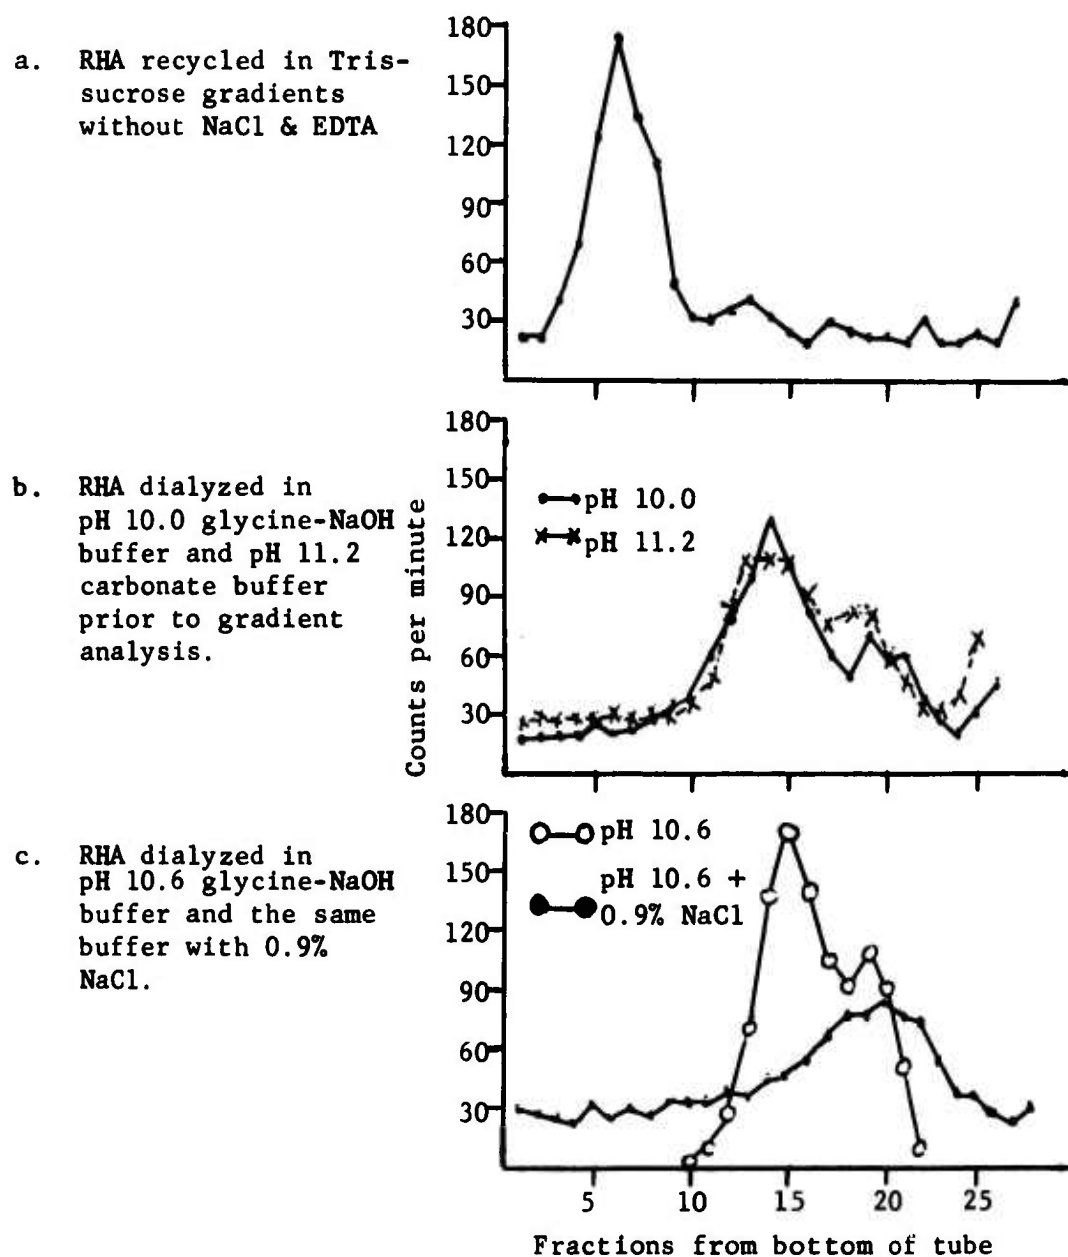 a. RHA recycled in Tris-
sucrose gradients
without NaCl & EDTA
180
150
120
90
60
30
b. RHA dialyzed in
pH 10.0 glycine-NaOH
buffer and pH 11.2
carbonate buffer
prior to gradient
analysis.
Counts per minute
180
150
120
90
60
30
pH 10.0
pH 11.2
c. RHA dialyzed in
pH 10.6 glycine-NaOH
buffer and the same
buffer with 0.9%
NaCl.
180
150
120
90
60
30
pH 10.6
pH 10.6 +
0.9% NaCl
5 10 15 20 25
Fractions from bottom of tube